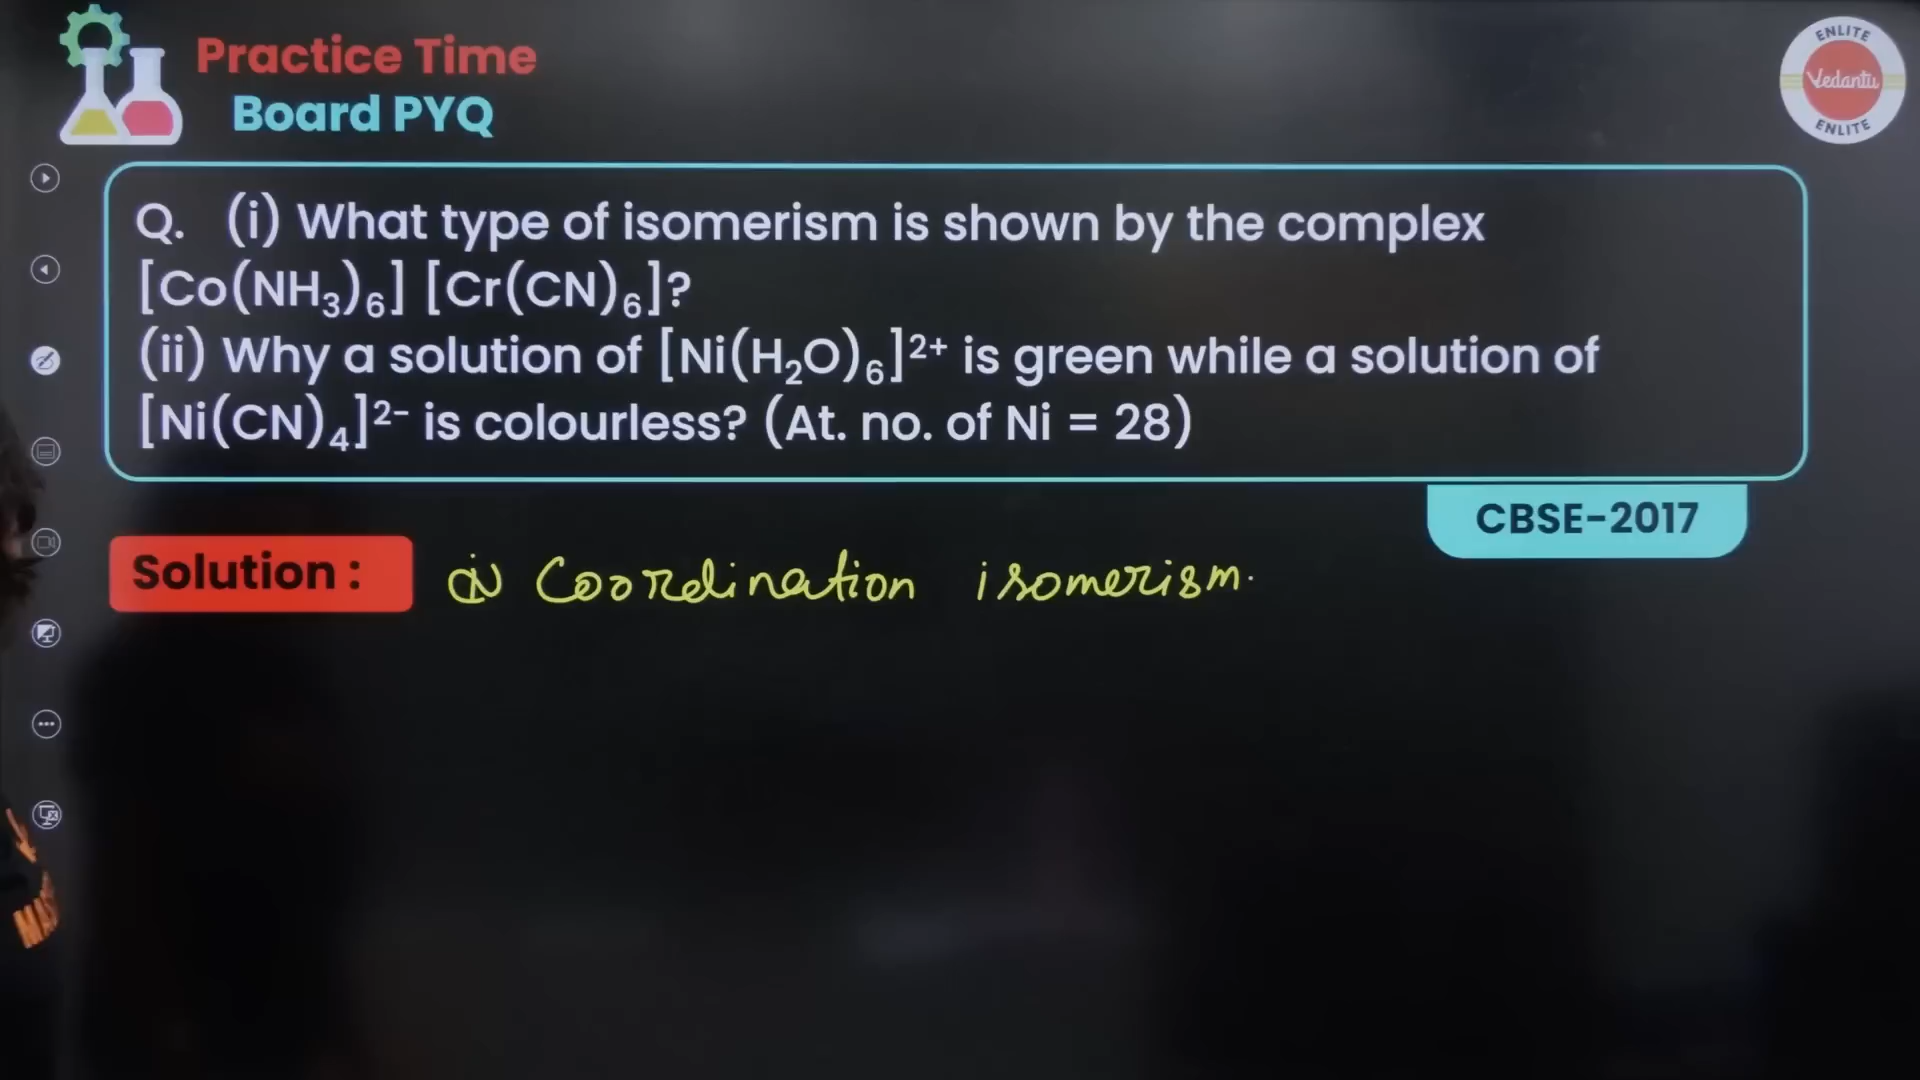 Practice Time
Board PYQ
ENLITE
Vedantu
ENLITE
Q. (i) What type of isomerism is shown by the complex
[Co(NH₃)₆] [Cr(CN)₆]?
(ii) Why a solution of [Ni(H₂O)₆]²⁺ is green while a solution of
[Ni(CN)₄]²⁻ is colourless? (At. no. of Ni = 28)
CBSE-2017
Solution :
(i) Coordination isomerism.